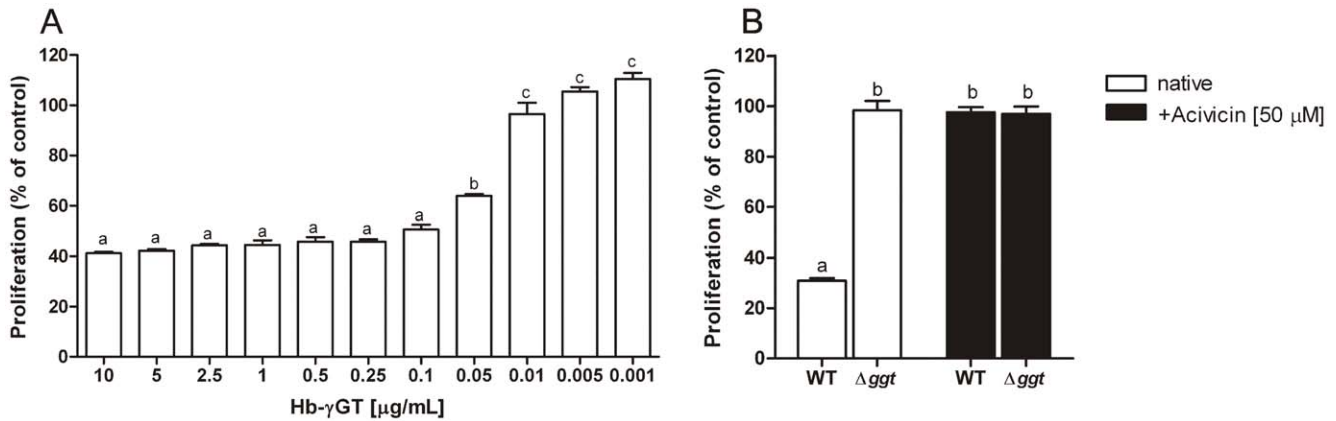 A
Proliferation (% of control)
120
100
80
60
40
20
0
a a a a a a a b c c c
10 5 2.5 1 0.5 0.25 0.1 0.05 0.01 0.005 0.001
Hb-γGT [μg/mL]
B
Proliferation (% of control)
120
100
80
60
40
20
0
a b b b
WT Δggt WT Δggt
native
+Acivicin [50 μM]